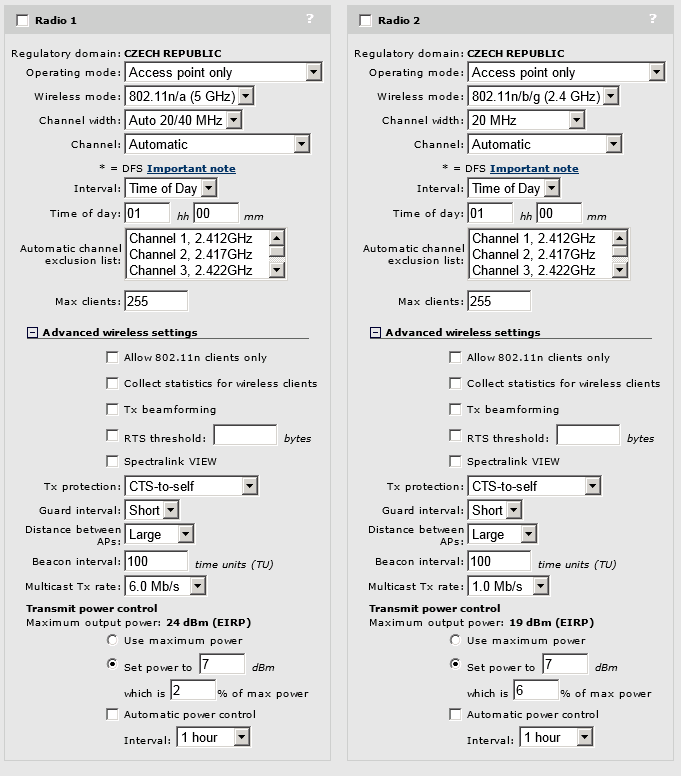 Radio 1 ?
Regulatory domain: CZECH REPUBLIC
Operating mode: Access point only
Wireless mode: 802.11n/a (5 GHz)
Channel width: Auto 20/40 MHz
Channel: Automatic
* = DFS Important note
Interval: Time of Day
Time of day: 01 hh 00 mm
Automatic channel
exclusion list:
Channel 1, 2.412GHz
Channel 2, 2.417GHz
Channel 3, 2.422GHz
Max clients: 255
Advanced wireless settings
Allow 802.11n clients only
Collect statistics for wireless clients
Tx beamforming
RTS threshold: bytes
Spectralink VIEW
Tx protection: CTS-to-self
Guard interval: Short
Distance between
APs: Large
Beacon interval: 100 time units (TU)
Multicast Tx rate: 6.0 Mb/s
Transmit power control
Maximum output power: 24 dBm (EIRP)
Use maximum power
Set power to 7 dBm
which is 2 % of max power
Automatic power control
Interval: 1 hour
Radio 2 ?
Regulatory domain: CZECH REPUBLIC
Operating mode: Access point only
Wireless mode: 802.11n/b/g (2.4 GHz)
Channel width: 20 MHz
Channel: Automatic
* = DFS Important note
Interval: Time of Day
Time of day: 01 hh 00 mm
Automatic channel
exclusion list:
Channel 1, 2.412GHz
Channel 2, 2.417GHz
Channel 3, 2.422GHz
Max clients: 255
Advanced wireless settings
Allow 802.11n clients only
Collect statistics for wireless clients
Tx beamforming
RTS threshold: bytes
Spectralink VIEW
Tx protection: CTS-to-self
Guard interval: Short
Distance between
APs: Large
Beacon interval: 100 time units (TU)
Multicast Tx rate: 1.0 Mb/s
Transmit power control
Maximum output power: 19 dBm (EIRP)
Use maximum power
Set power to 7 dBm
which is 6 % of max power
Automatic power control
Interval: 1 hour